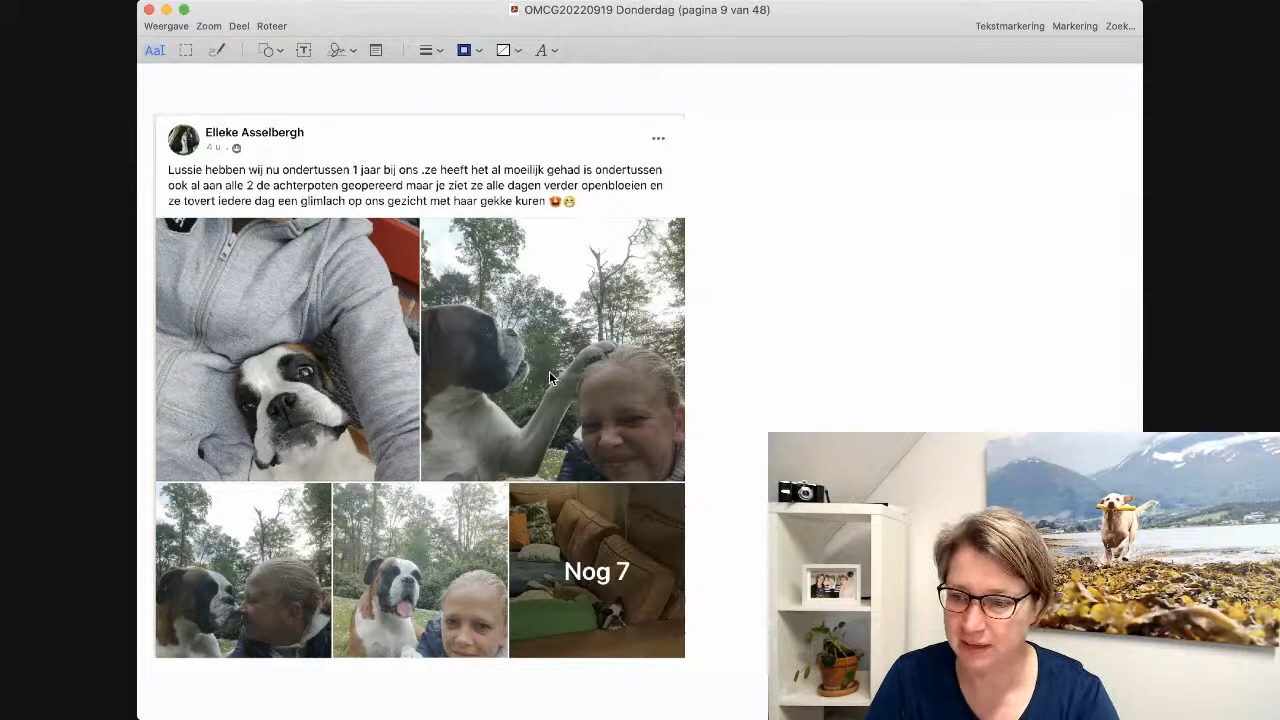 OMCG20220919 Donderdag (pagina 9 van 48)
Weergave Zoom Deel Roteer Tekstmarkering Markering Zoek...
AaI T A
Elleke Asselbergh
4 u .
Lussie hebben wij nu ondertussen 1 jaar bij ons .ze heeft het al moeilijk gehad is ondertussen
ook al aan alle 2 de achterpoten geopereerd maar je ziet ze alle dagen verder openbloeien en
ze tovert iedere dag een glimlach op ons gezicht met haar gekke kuren 🤩😁
Nog 7